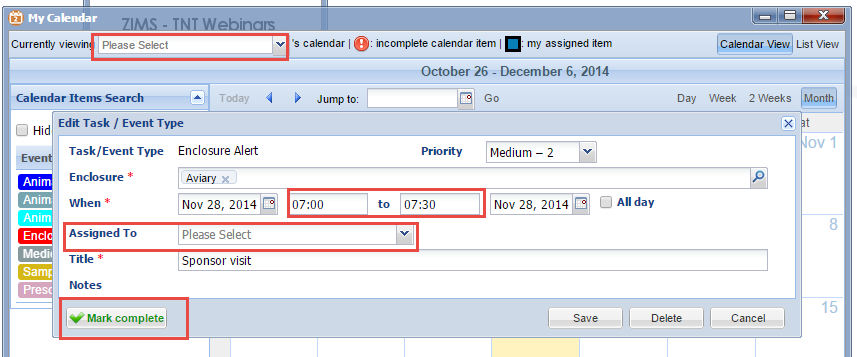 ZIMS - TNT Webinars
My Calendar
Currently viewing Please Select 's calendar | : incomplete calendar item | : my assigned item Calendar View List View
October 26 - December 6, 2014
Calendar Items Search Today Jump to: Go Day Week 2 Weeks Month
Hid
Edit Task / Event Type
at
Nov 1
Task/Event Type Enclosure Alert Priority Medium – 2
Event
Enclosure * Aviary x
Anima
When * Nov 28, 2014 07:00 to 07:30 Nov 28, 2014 All day
Anima
Anima
8
Assigned To Please Select
Enclo
Title * Sponsor visit
Medic
Samp
Notes
Presc
15
Mark complete Save Delete Cancel